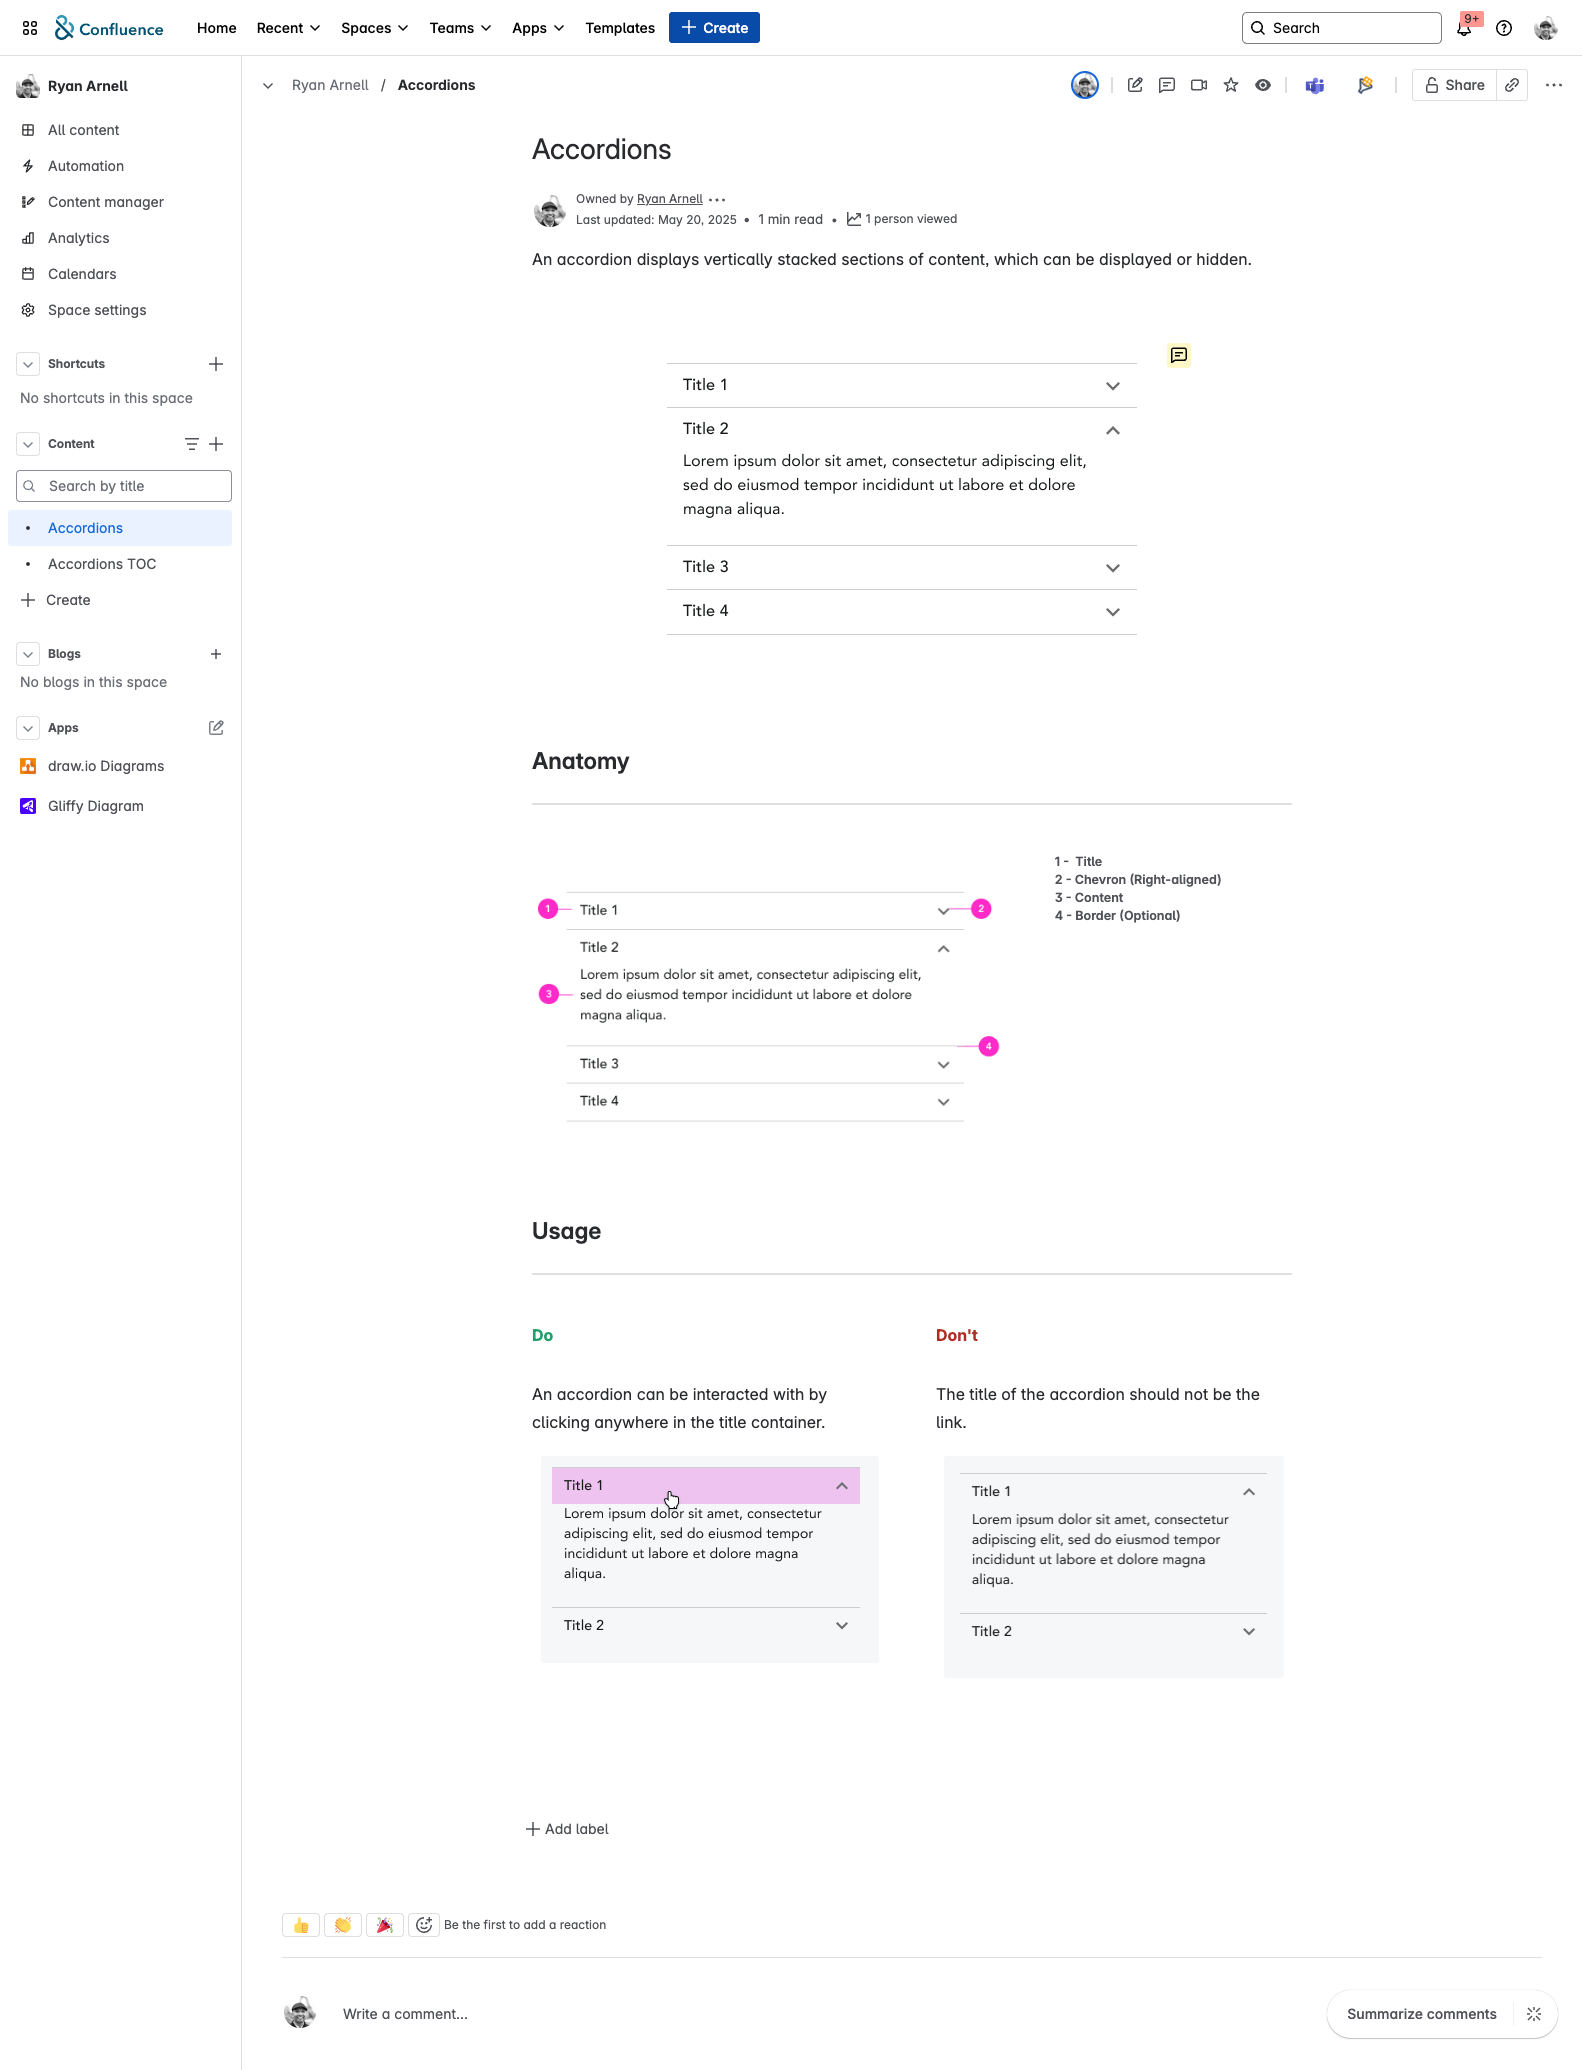 Confluence
Home
Recent
Spaces
Teams
Apps
Templates
Create
Search
9+
Ryan Arnell
All content
Automation
Content manager
Analytics
Calendars
Space settings
Shortcuts
No shortcuts in this space
Content
Search by title
Accordions
Accordions TOC
Create
Blogs
No blogs in this space
Apps
draw.io Diagrams
Gliffy Diagram
Ryan Arnell / Accordions
Share
Accordions
Owned by Ryan Arnell
Last updated: May 20, 2025 • 1 min read • 1 person viewed
An accordion displays vertically stacked sections of content, which can be displayed or hidden.
Title 1
Title 2
Lorem ipsum dolor sit amet, consectetur adipiscing elit,
sed do eiusmod tempor incididunt ut labore et dolore
magna aliqua.
Title 3
Title 4
Anatomy
1 - Title
2 - Chevron (Right-aligned)
3 - Content
4 - Border (Optional)
1
Title 1
2
Title 2
Lorem ipsum dolor sit amet, consectetur adipiscing elit,
3
sed do eiusmod tempor incididunt ut labore et dolore
magna aliqua.
4
Title 3
Title 4
Usage
Do
An accordion can be interacted with by
clicking anywhere in the title container.
Title 1
Lorem ipsum dolor sit amet, consectetur
adipiscing elit, sed do eiusmod tempor
incididunt ut labore et dolore magna
aliqua.
Title 2
Don't
The title of the accordion should not be the
link.
Title 1
Lorem ipsum dolor sit amet, consectetur
adipiscing elit, sed do eiusmod tempor
incididunt ut labore et dolore magna
aliqua.
Title 2
Add label
Be the first to add a reaction
Write a comment...
Summarize comments